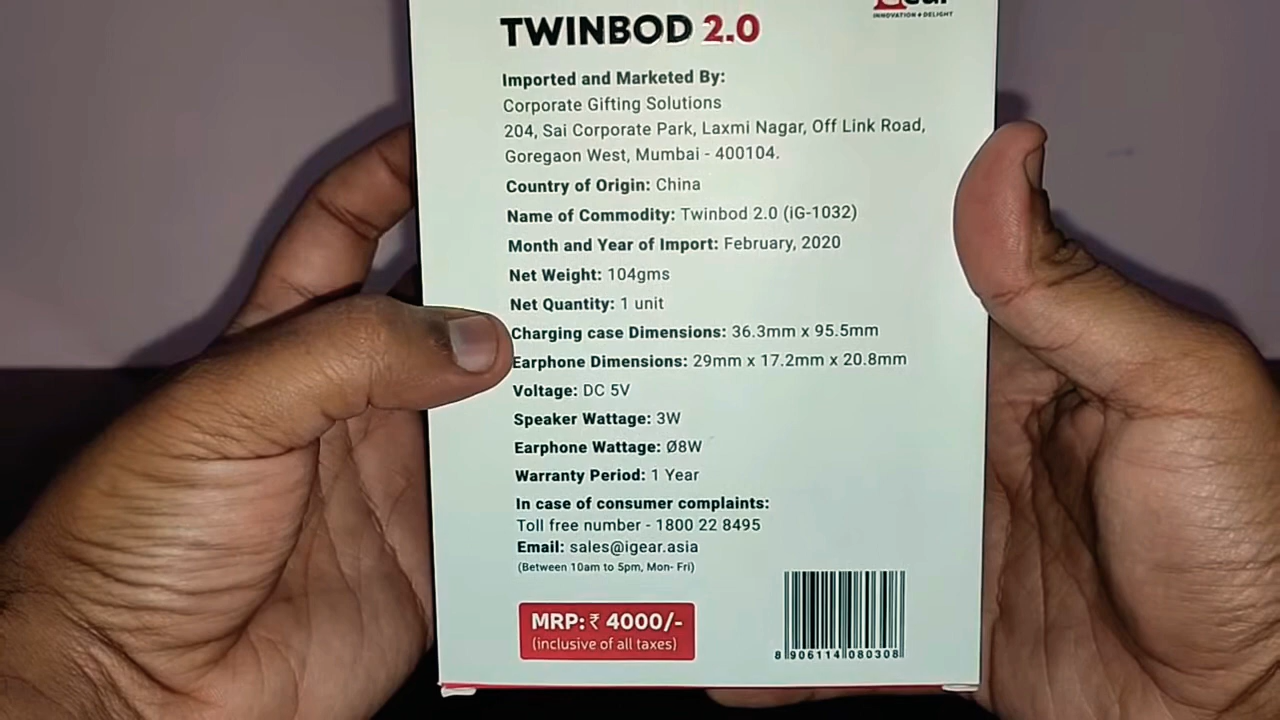 TWINBOD 2.0
INNOVATION + DELIGHT
Imported and Marketed By:
Corporate Gifting Solutions
204, Sai Corporate Park, Laxmi Nagar, Off Link Road,
Goregaon West, Mumbai - 400104.
Country of Origin: China
Name of Commodity: Twinbod 2.0 (iG-1032)
Month and Year of Import: February, 2020
Net Weight: 104gms
Net Quantity: 1 unit
Charging case Dimensions: 36.3mm x 95.5mm
Earphone Dimensions: 29mm x 17.2mm x 20.8mm
Voltage: DC 5V
Speaker Wattage: 3W
Earphone Wattage: Ø8W
Warranty Period: 1 Year
In case of consumer complaints:
Toll free number - 1800 22 8495
Email: sales@igear.asia
(Between 10am to 5pm, Mon- Fri)
MRP: ₹ 4000/-
(inclusive of all taxes)
8 906114 080308